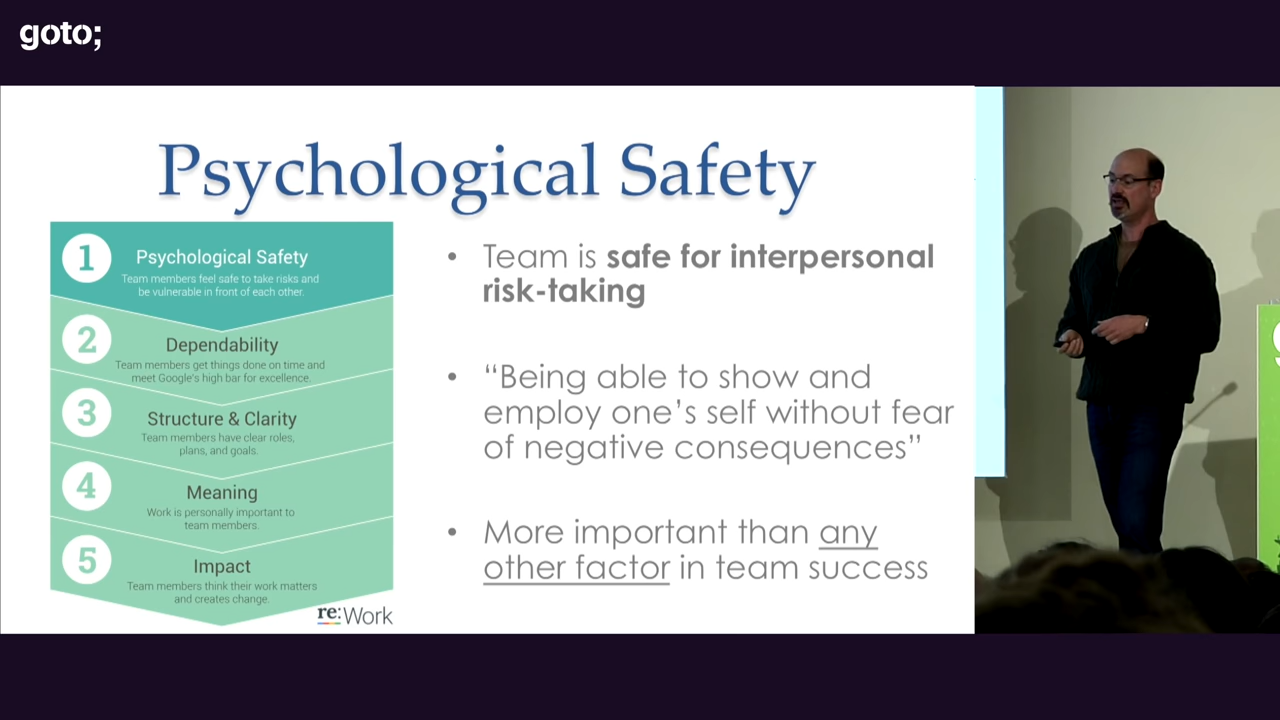 goto;
Psychological Safety
1
Psychological Safety
Team members feel safe to take risks and
be vulnerable in front of each other.
2
Dependability
Team members get things done on time and
meet Google's high bar for excellence.
3
Structure & Clarity
Team members have clear roles,
plans, and goals.
4
Meaning
Work is personally important to
team members.
5
Impact
Team members think their work matters
and creates change.
re:Work
• Team is safe for interpersonal
risk-taking
• “Being able to show and
employ one’s self without fear
of negative consequences”
• More important than any
other factor in team success